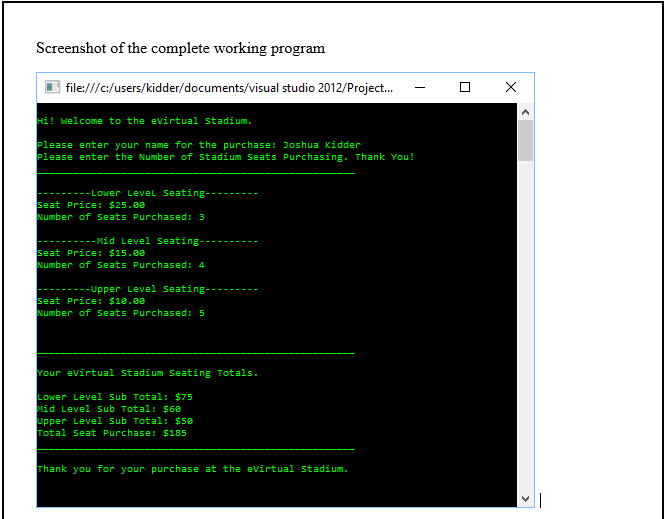 Screenshot of the complete working program
file:///c:/users/kidder/documents/visual studio 2012/Project...
Hi! Welcome to the eVirtual Stadium.
Please enter your name for the purchase: Joshua Kidder
Please enter the Number of Stadium Seats Purchasing. Thank You!
_____________________________________________________
---------Lower LeveL Seating---------
Seat Price: $25.00
Number of Seats Purchased: 3
----------Mid Level Seating----------
Seat Price: $15.00
Number of Seats Purchased: 4
---------Upper Level Seating---------
Seat Price: $10.00
Number of Seats Purchased: 5
_____________________________________________________
Your eVirtual Stadium Seating Totals.
Lower Level Sub Total: $75
Mid Level Sub Total: $60
Upper Level Sub Total: $50
Total Seat Purchase: $185
_____________________________________________________
Thank you for your purchase at the eVirtual Stadium.